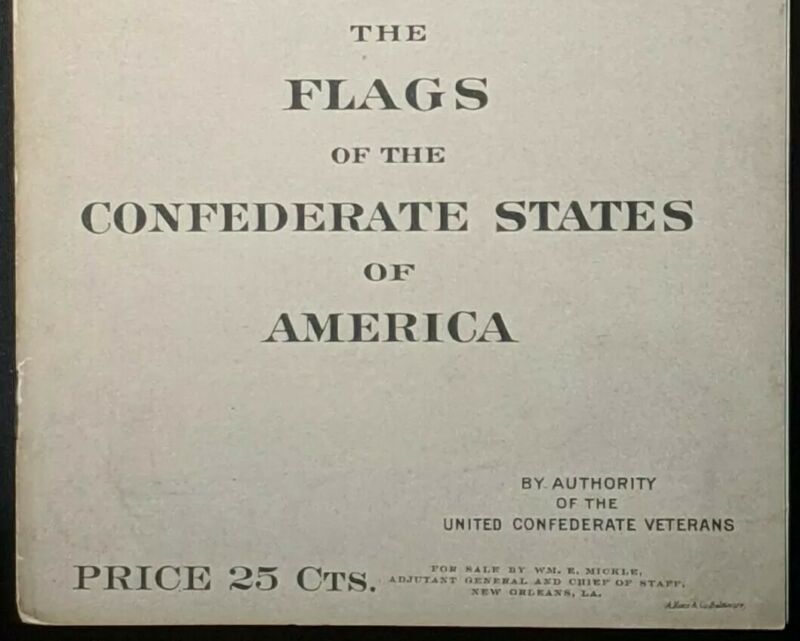 THE
FLAGS
OF THE
CONFEDERATE STATES
OF
AMERICA
BY AUTHORITY
OF THE
UNITED CONFEDERATE VETERANS
PRICE 25 CTS.
FOR SALE BY WM. E. MICKLE,
ADJUTANT GENERAL AND CHIEF OF STAFF,
NEW ORLEANS, LA.
Baltimore